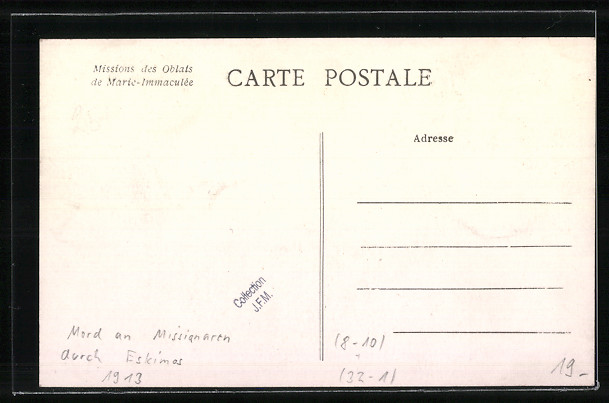 Missions des Oblats
de Marie-Immaculée
CARTE POSTALE
Adresse
Collection
J.F.M.
Mord an Missionaren
durch Eskimos
1913
(8-10)
(32-1)
19.-